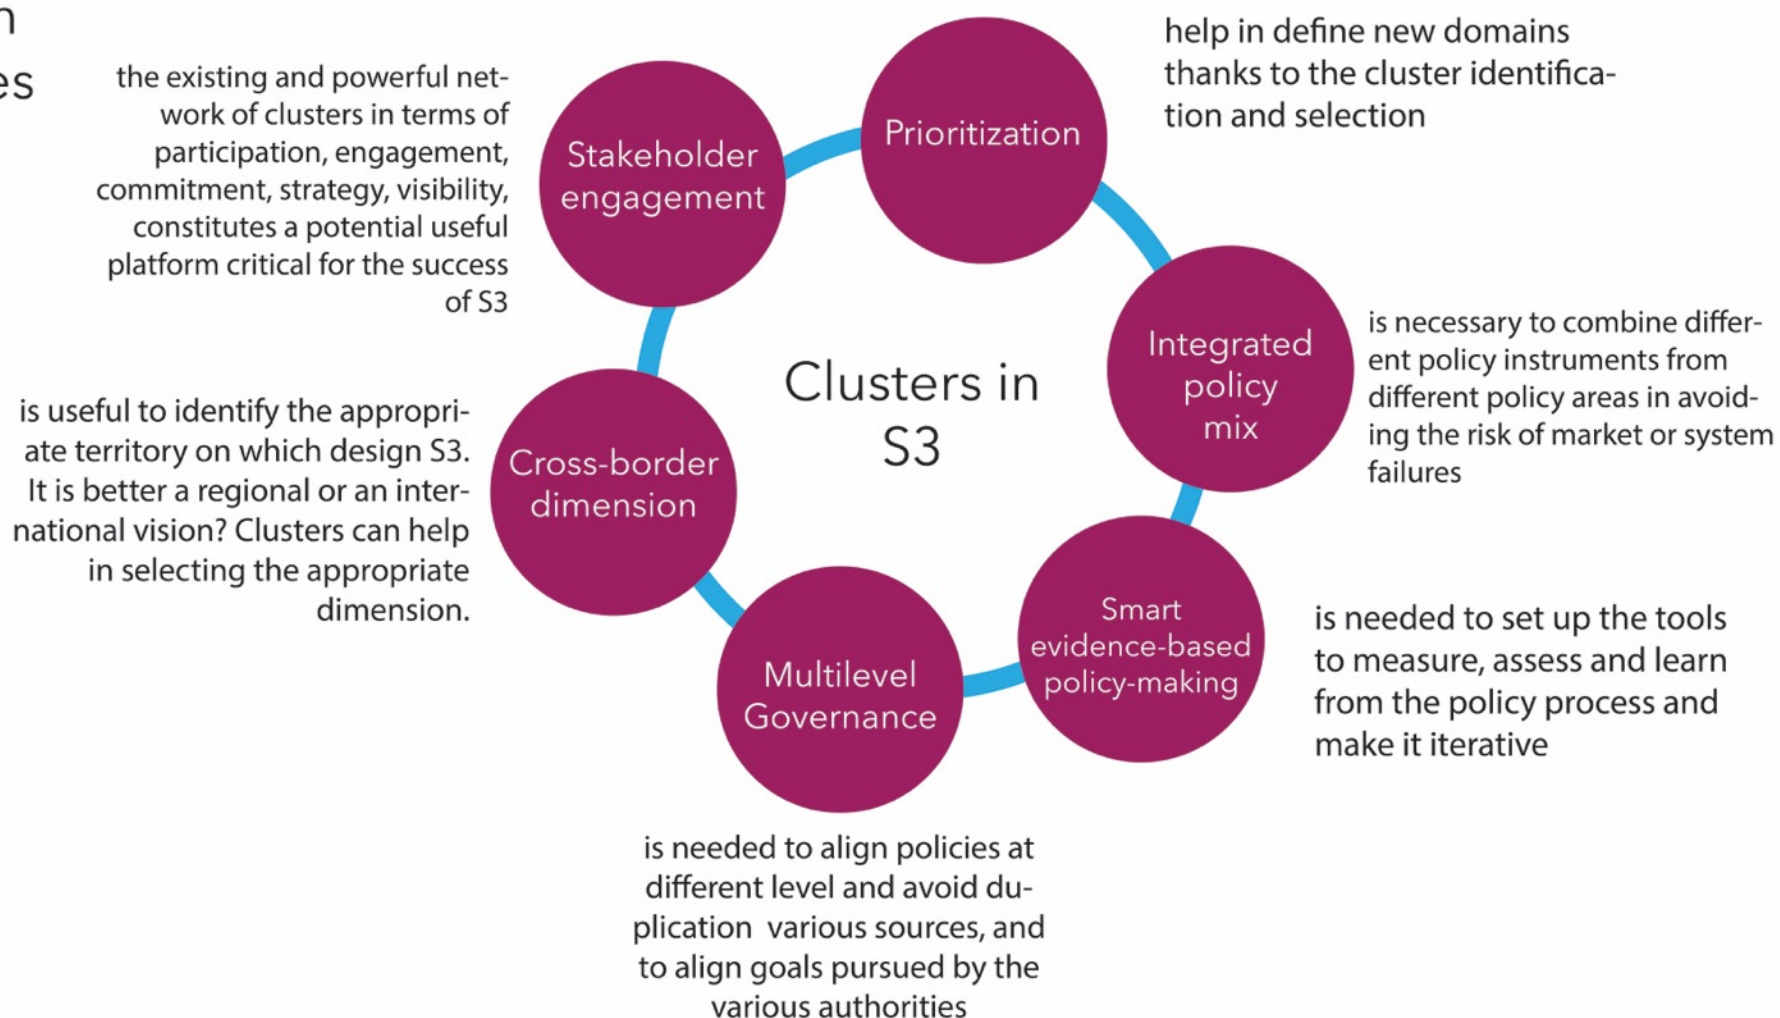 n
es
the existing and powerful net-
work of clusters in terms of
participation, engagement,
commitment, strategy, visibility,
constitutes a potential useful
platform critical for the success
of S3
Stakeholder
engagement
Prioritization
help in define new domains
thanks to the cluster identifica-
tion and selection
Integrated
policy
mix
is necessary to combine differ-
ent policy instruments from
different policy areas in avoid-
ing the risk of market or system
failures
Clusters in
S3
is useful to identify the appropri-
ate territory on which design S3.
It is better a regional or an inter-
national vision? Clusters can help
in selecting the appropriate
dimension.
Cross-border
dimension
Smart
evidence-based
policy-making
is needed to set up the tools
to measure, assess and learn
from the policy process and
make it iterative
Multilevel
Governance
is needed to align policies at
different level and avoid du-
plication  various sources, and
to align goals pursued by the
various authorities